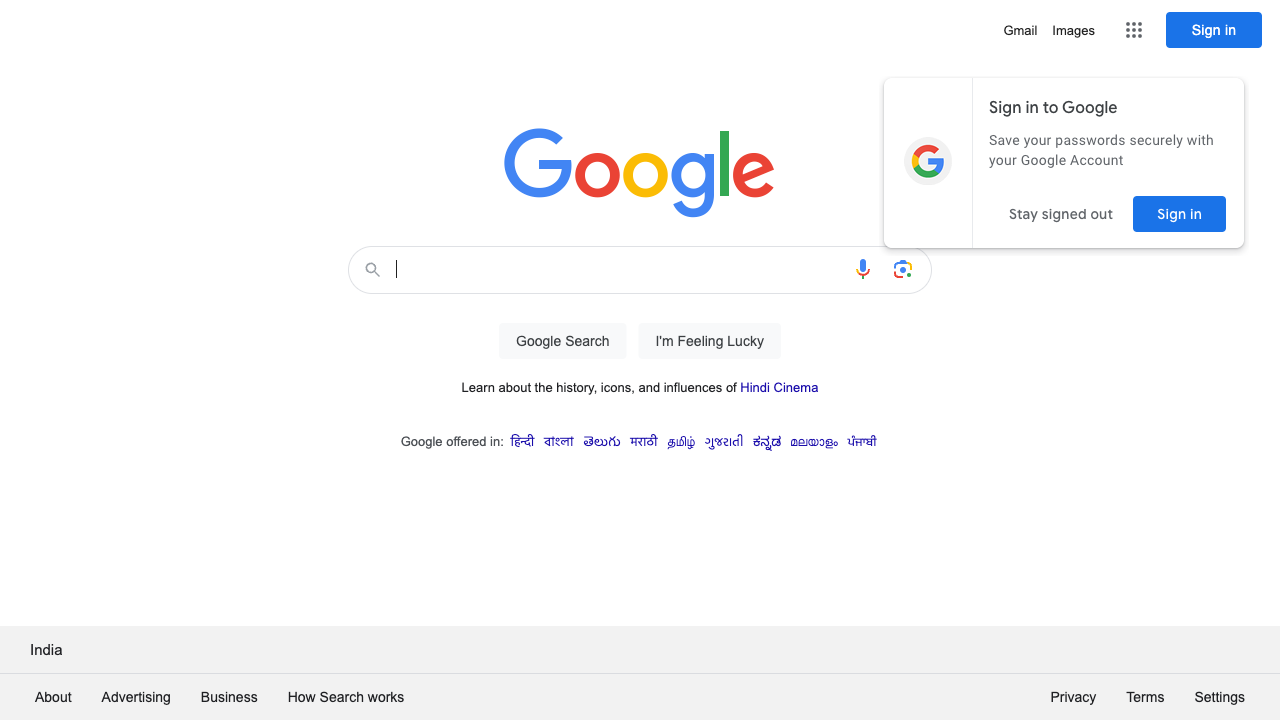 Gmail Images Sign in
Sign in to Google
Save your passwords securely with
your Google Account
Stay signed out Sign in
Google
Google Search I'm Feeling Lucky
Learn about the history, icons, and influences of Hindi Cinema
Google offered in: हिन्दी বাংলা తెలుగు मराठी தமிழ் ગુજરાતી ಕನ್ನಡ മലയാളം ਪੰਜਾਬੀ
India
About Advertising Business How Search works Privacy Terms Settings